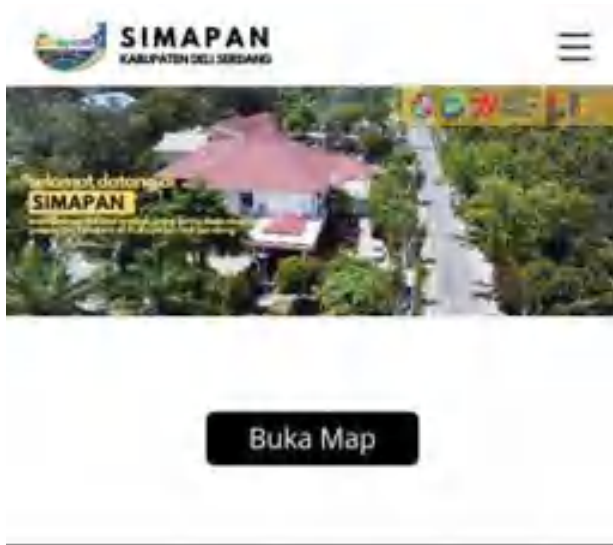 SIMAPAN
KABUPATEN DELI SERDANG
Selamat datang di
SIMAPAN
Buka Map